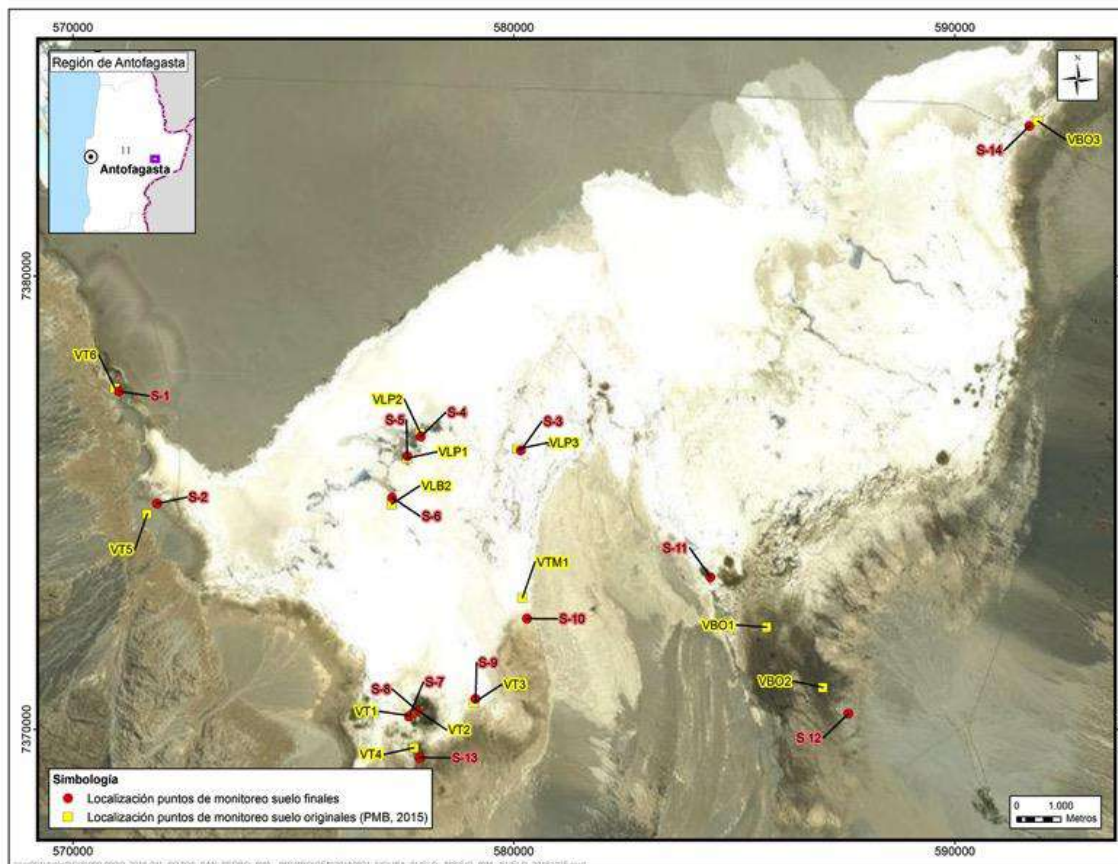 570000
580000
590000
Región de Antofagasta
II
Antofagasta
N
VBO3
S-14
7380000
VT6
S-1
VLP2
S-4
S-5
S-3
VLP3
VLP1
VLB2
S-2
S-6
VT5
VTM1
S-11
S-10
VBO1
S-9
VBO2
S-8
S-7
VT3
VT1
VT2
S-12
7370000
VT4
S-13
Simbología
Localización puntos de monitoreo suelo finales
Localización puntos de monitoreo suelo originales (PMB, 2015)
0 1.000
Metros
570000
580000
590000